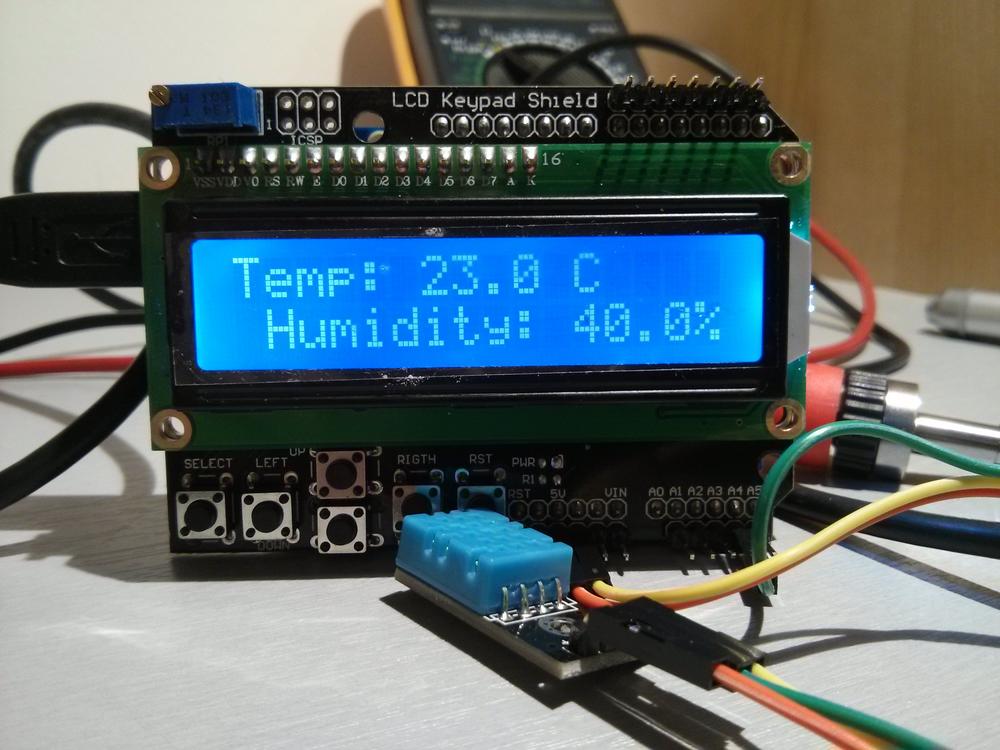 LCD Keypad Shield
1
ICSP
1
16
VSS VDD V0 RS RW E D0 D1 D2 D3 D4 D5 D6 D7 A K
Temp: 23.0 C
Humidity: 40.0%
SELECT
LEFT
UP
DOWN
RIGTH
RST
PWR
RST
5V
VIN
A0 A1 A2 A3 A4 A5